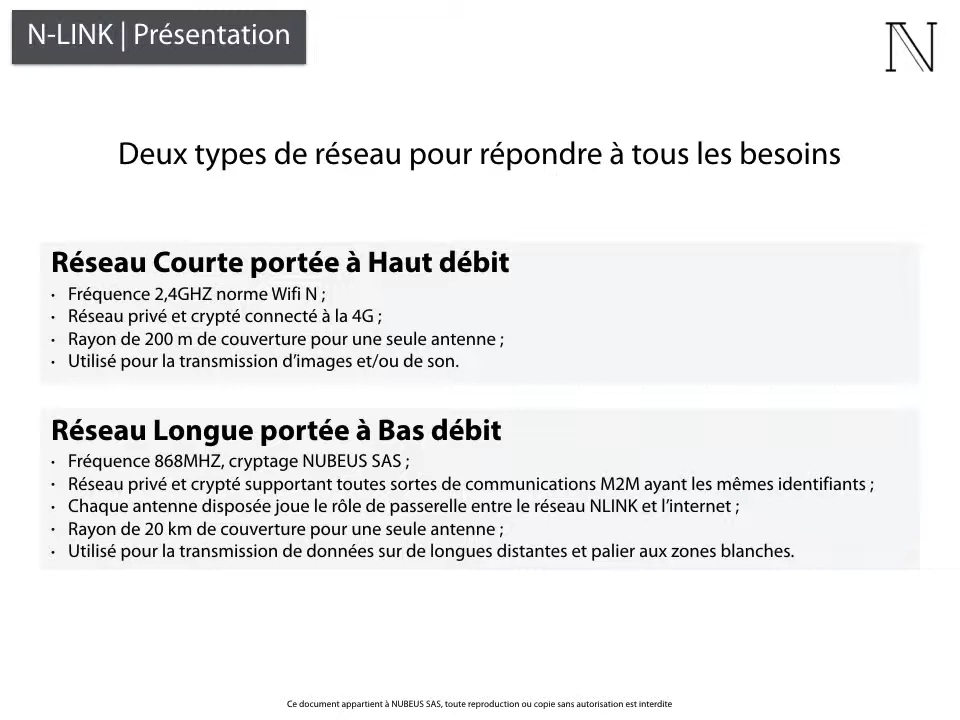 N-LINK | Présentation
N
Deux types de réseau pour répondre à tous les besoins
Réseau Courte portée à Haut débit
• Fréquence 2,4GHZ norme Wifi N ;
• Réseau privé et crypté connecté à la 4G ;
• Rayon de 200 m de couverture pour une seule antenne ;
• Utilisé pour la transmission d’images et/ou de son.
Réseau Longue portée à Bas débit
• Fréquence 868MHZ, cryptage NUBEUS SAS ;
• Réseau privé et crypté supportant toutes sortes de communications M2M ayant les mêmes identifiants ;
• Chaque antenne disposée joue le rôle de passerelle entre le réseau NLINK et l’internet ;
• Rayon de 20 km de couverture pour une seule antenne ;
• Utilisé pour la transmission de données sur de longues distantes et palier aux zones blanches.
Ce document appartient à NUBEUS SAS, toute reproduction ou copie sans autorisation est interdite